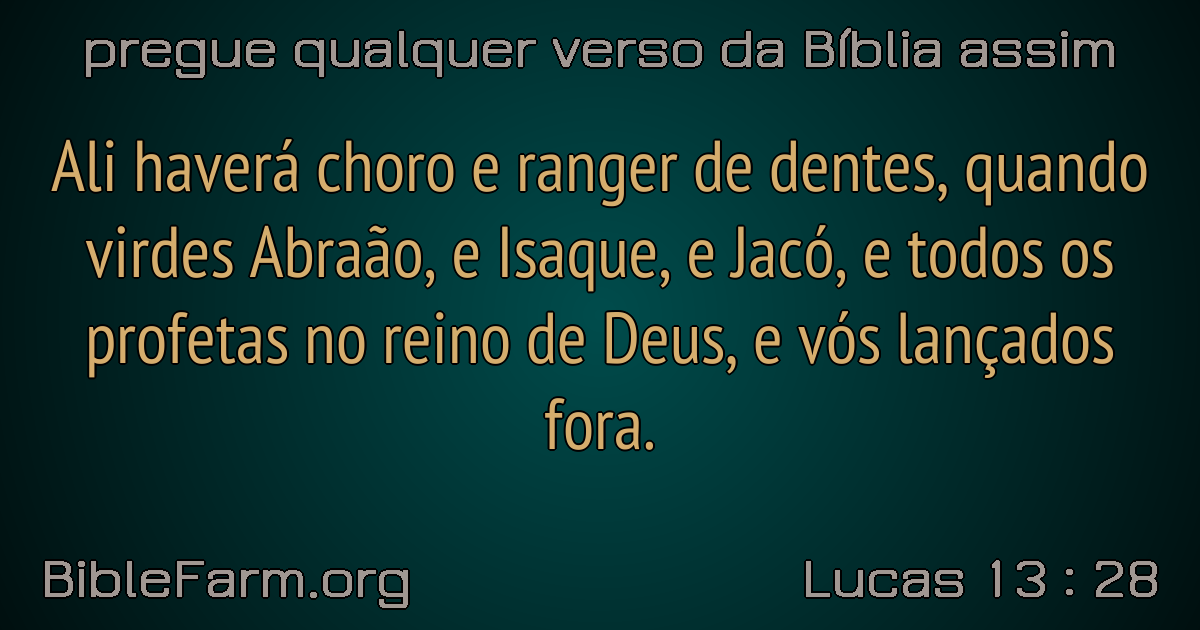 pregue qualquer verso da Bíblia assim
Ali haverá choro e ranger de dentes, quando
virdes Abraão, e Isaque, e Jacó, e todos os
profetas no reino de Deus, e vós lançados
fora.
BibleFarm.org
Lucas 13 : 28